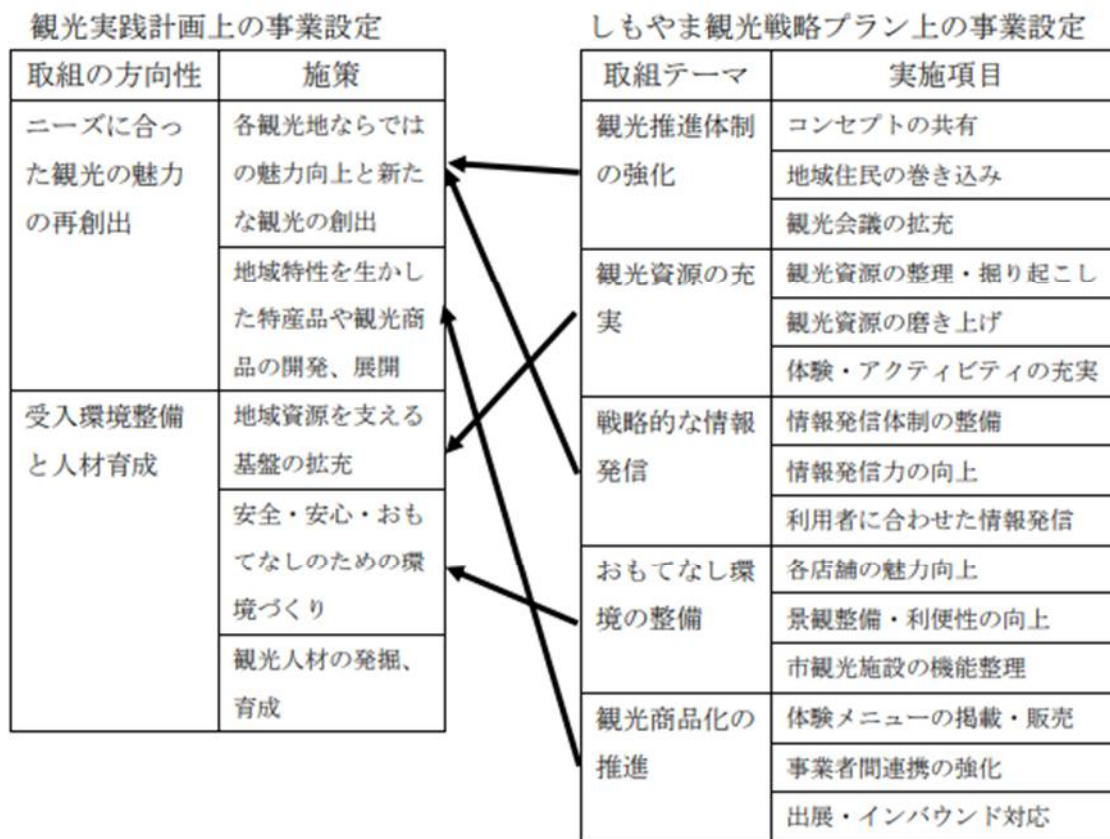 観光実践計画上の事業設定
取組の方向性
施策
ニーズに合っ
た観光の魅力
の再創出
各観光地ならでは
の魅力向上と新た
な観光の創出
地域特性を生かし
た特産品や観光商
品の開発、展開
受入環境整備
と人材育成
地域資源を支える
基盤の拡充
安全・安心・おも
てなしのための環
境づくり
観光人材の発掘、
育成
しもやま観光戦略プラン上の事業設定
取組テーマ
実施項目
観光推進体制
の強化
コンセプトの共有
地域住民の巻き込み
観光会議の拡充
観光資源の充
実
観光資源の整理・掘り起こし
観光資源の磨き上げ
体験・アクティビティの充実
戦略的な情報
発信
情報発信体制の整備
情報発信力の向上
利用者に合わせた情報発信
おもてなし環
境の整備
各店舗の魅力向上
景観整備・利便性の向上
市観光施設の機能整理
観光商品化の
推進
体験メニューの掲載・販売
事業者間連携の強化
出展・インバウンド対応